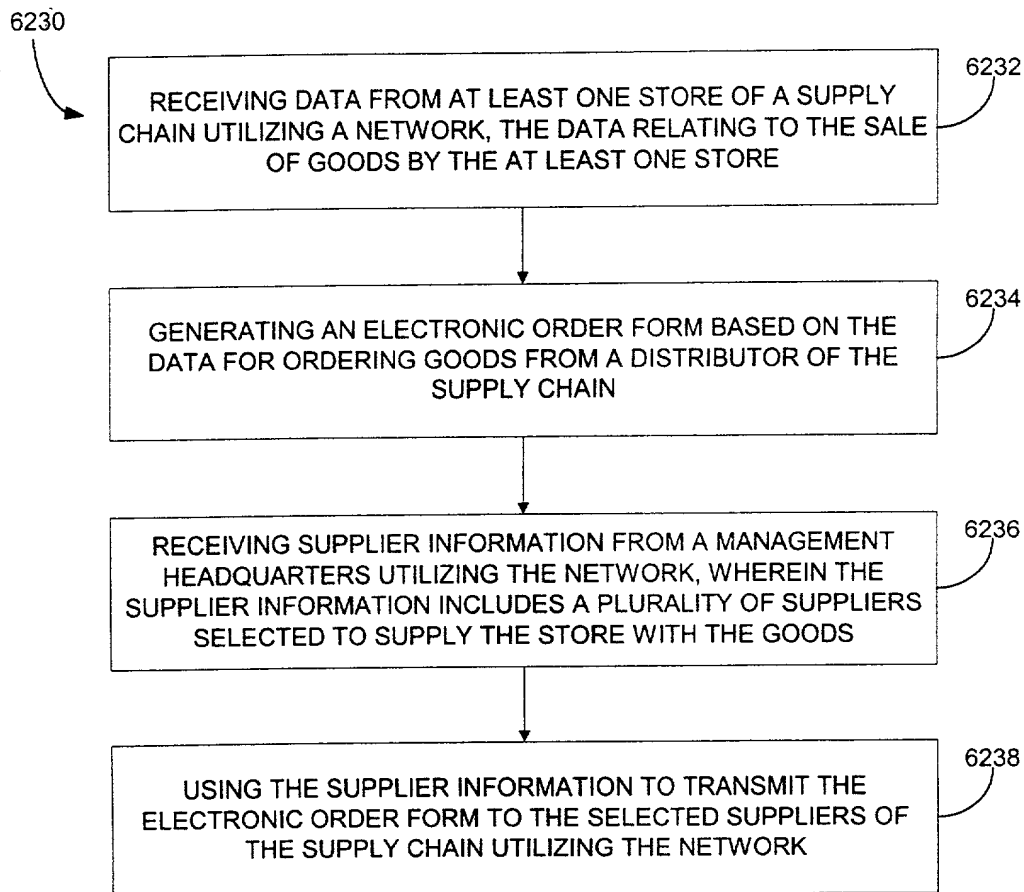 6230
6232
RECEIVING DATA FROM AT LEAST ONE STORE OF A SUPPLY
CHAIN UTILIZING A NETWORK, THE DATA RELATING TO THE SALE
OF GOODS BY THE AT LEAST ONE STORE
6234
GENERATING AN ELECTRONIC ORDER FORM BASED ON THE
DATA FOR ORDERING GOODS FROM A DISTRIBUTOR OF THE
SUPPLY CHAIN
6236
RECEIVING SUPPLIER INFORMATION FROM A MANAGEMENT
HEADQUARTERS UTILIZING THE NETWORK, WHEREIN THE
SUPPLIER INFORMATION INCLUDES A PLURALITY OF SUPPLIERS
SELECTED TO SUPPLY THE STORE WITH THE GOODS
6238
USING THE SUPPLIER INFORMATION TO TRANSMIT THE
ELECTRONIC ORDER FORM TO THE SELECTED SUPPLIERS OF
THE SUPPLY CHAIN UTILIZING THE NETWORK